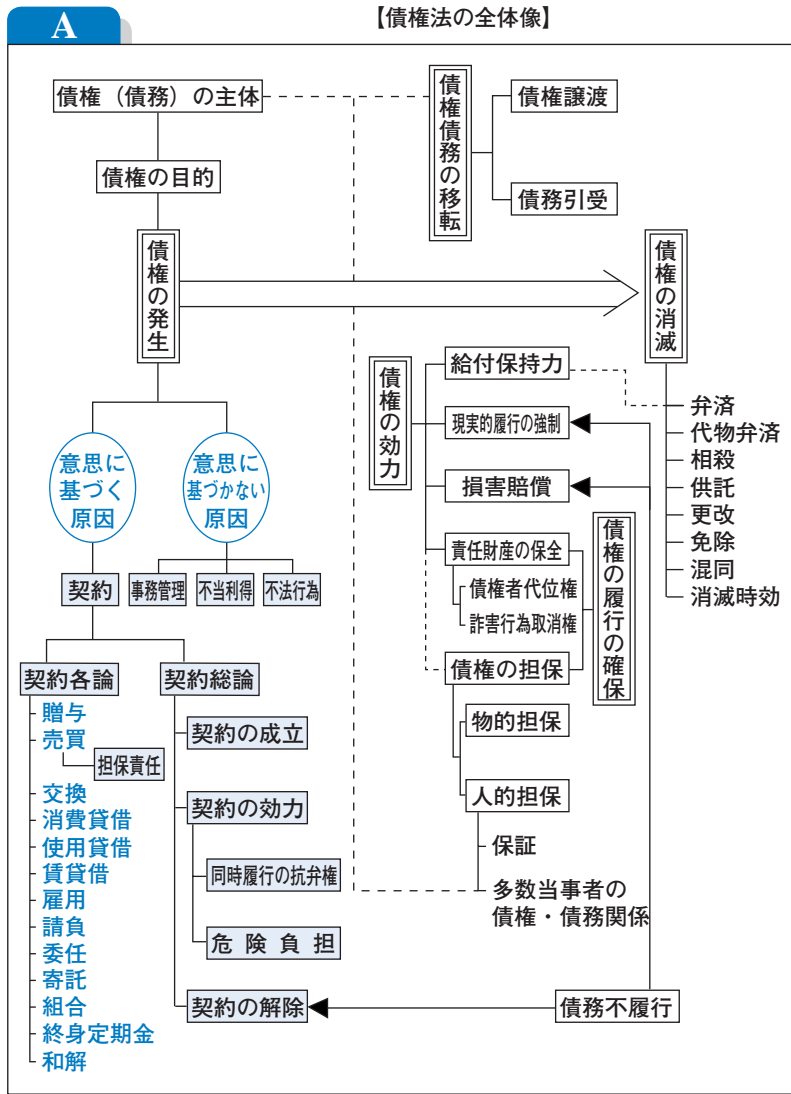 A
【債権法の全体像】
債権（債務）の主体
債権の目的
債権の発生
債権債務の移転
債権譲渡
債務引受
債権の消滅
弁済
代物弁済
相殺
供託
更改
免除
混同
消滅時効
債権の効力
給付保持力
現実的履行の強制
損害賠償
責任財産の保全
債権者代位権
詐害行為取消権
債権の担保
債権の履行の確保
物的担保
人的担保
保証
多数当事者の
債権・債務関係
債務不履行
意思に
基づく
原因
意思に
基づかない
原因
契約
事務管理
不当利得
不法行為
契約各論
贈与
売買
担保責任
交換
消費貸借
使用貸借
賃貸借
雇用
請負
委任
寄託
組合
終身定期金
和解
契約総論
契約の成立
契約の効力
同時履行の抗弁権
危険負担
契約の解除